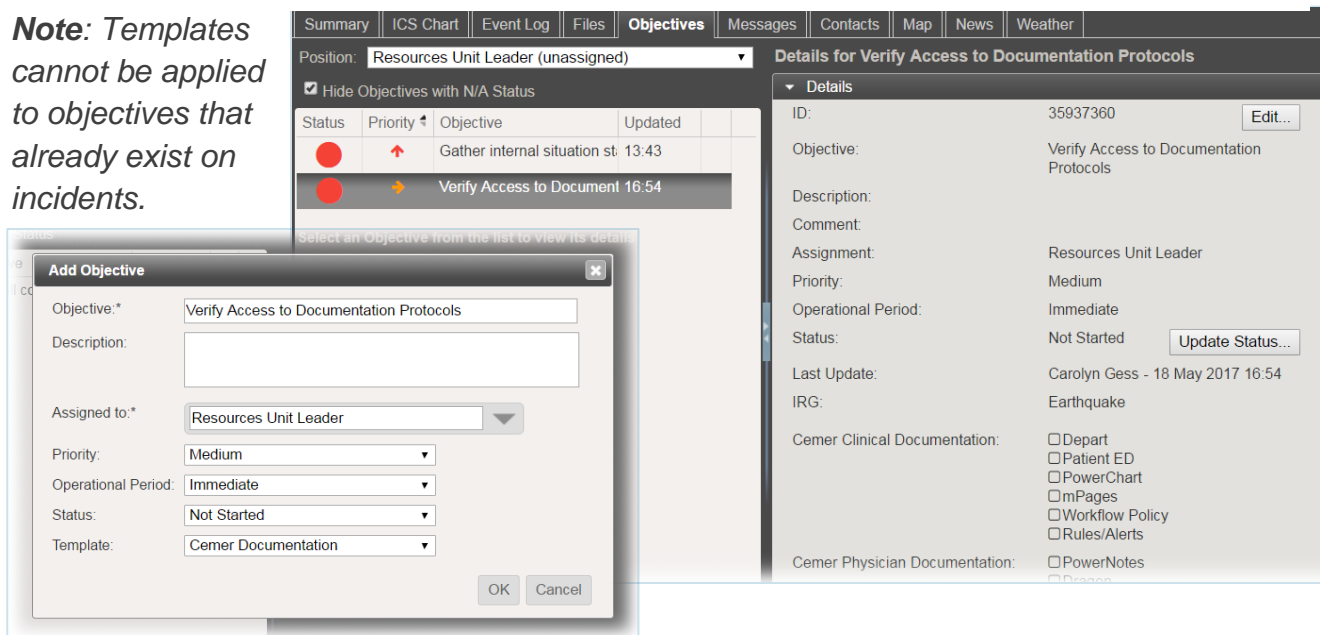 Note: Templates
cannot be applied
to objectives that
already exist on
incidents.
Summary ICS Chart Event Log Files Objectives Messages Contacts Map News Weather
Position: Resources Unit Leader (unassigned)
Hide Objectives with N/A Status
Status Priority Objective Updated
Gather internal situation sta 13:43
Verify Access to Document 16:54
Select an Objective from the list to view its details
Details for Verify Access to Documentation Protocols
Details
ID: 35937360 Edit...
Objective: Verify Access to Documentation
Protocols
Description:
Comment:
Assignment: Resources Unit Leader
Priority: Medium
Operational Period: Immediate
Status: Not Started Update Status...
Last Update: Carolyn Gess - 18 May 2017 16:54
IRG: Earthquake
Cemer Clinical Documentation: Depart
Patient ED
PowerChart
mPages
Workflow Policy
Rules/Alerts
Cemer Physician Documentation: PowerNotes
Dragon
Status
Add Objective
Objective:* Verify Access to Documentation Protocols
Description:
Assigned to:* Resources Unit Leader
Priority: Medium
Operational Period: Immediate
Status: Not Started
Template: Cemer Documentation
OK Cancel